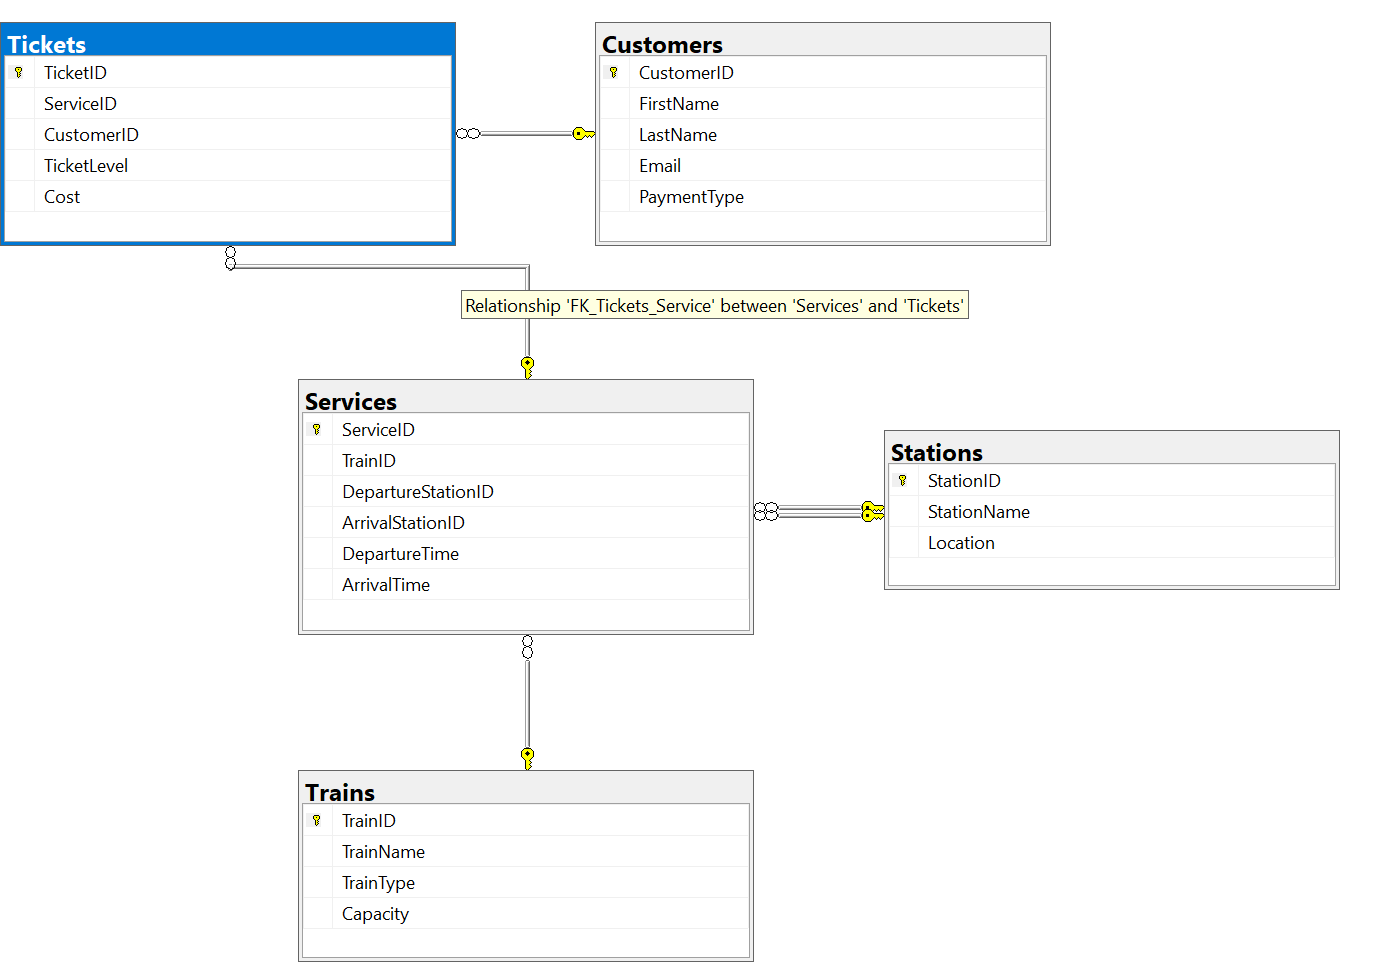 Tickets
TicketID
ServiceID
CustomerID
TicketLevel
Cost
Customers
CustomerID
FirstName
LastName
Email
PaymentType
Relationship 'FK_Tickets_Service' between 'Services' and 'Tickets'
Services
ServiceID
TrainID
DepartureStationID
ArrivalStationID
DepartureTime
ArrivalTime
Stations
StationID
StationName
Location
Trains
TrainID
TrainName
TrainType
Capacity